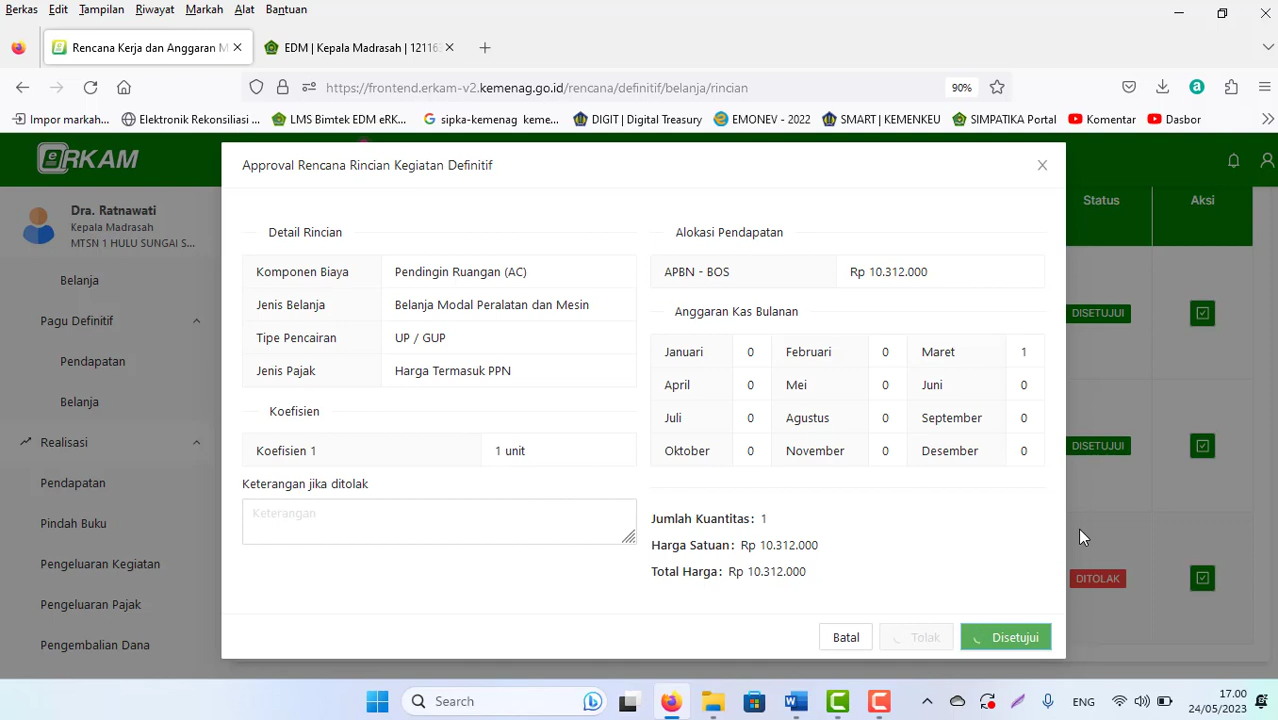 Berkas Edit Tampilan Riwayat Markah Alat Bantuan
Rencana Kerja dan Anggaran M
EDM | Kepala Madrasah | 12116
https://frontend.erkam-v2.kemenag.go.id/rencana/definitif/belanja/rincian
90%
Impor markah... Elektronik Rekonsiliasi ... LMS Bimtek EDM eRK... sipka-kemenag keme... DIGIT | Digital Treasury EMONEV - 2022 SMART | KEMENKEU SIMPATIKA Portal Komentar Dasbor
eRKAM
Dra. Ratnawati
Kepala Madrasah
MTSN 1 HULU SUNGAI S...
Belanja
Pagu Definitif
Pendapatan
Belanja
Realisasi
Pendapatan
Pindah Buku
Pengeluaran Kegiatan
Pengeluaran Pajak
Pengembalian Dana
Approval Rencana Rincian Kegiatan Definitif
Detail Rincian
Komponen Biaya Pendingin Ruangan (AC)
Jenis Belanja Belanja Modal Peralatan dan Mesin
Tipe Pencairan UP / GUP
Jenis Pajak Harga Termasuk PPN
Koefisien
Koefisien 1 1 unit
Keterangan jika ditolak
Keterangan
Alokasi Pendapatan
APBN - BOS Rp 10.312.000
Anggaran Kas Bulanan
Januari 0 Februari 0 Maret 1
April 0 Mei 0 Juni 0
Juli 0 Agustus 0 September 0
Oktober 0 November 0 Desember 0
Jumlah Kuantitas: 1
Harga Satuan: Rp 10.312.000
Total Harga: Rp 10.312.000
Batal Tolak Disetujui
Status Aksi
DISETUJUI
DISETUJUI
DITOLAK
Search
ENG
17.00
24/05/2023